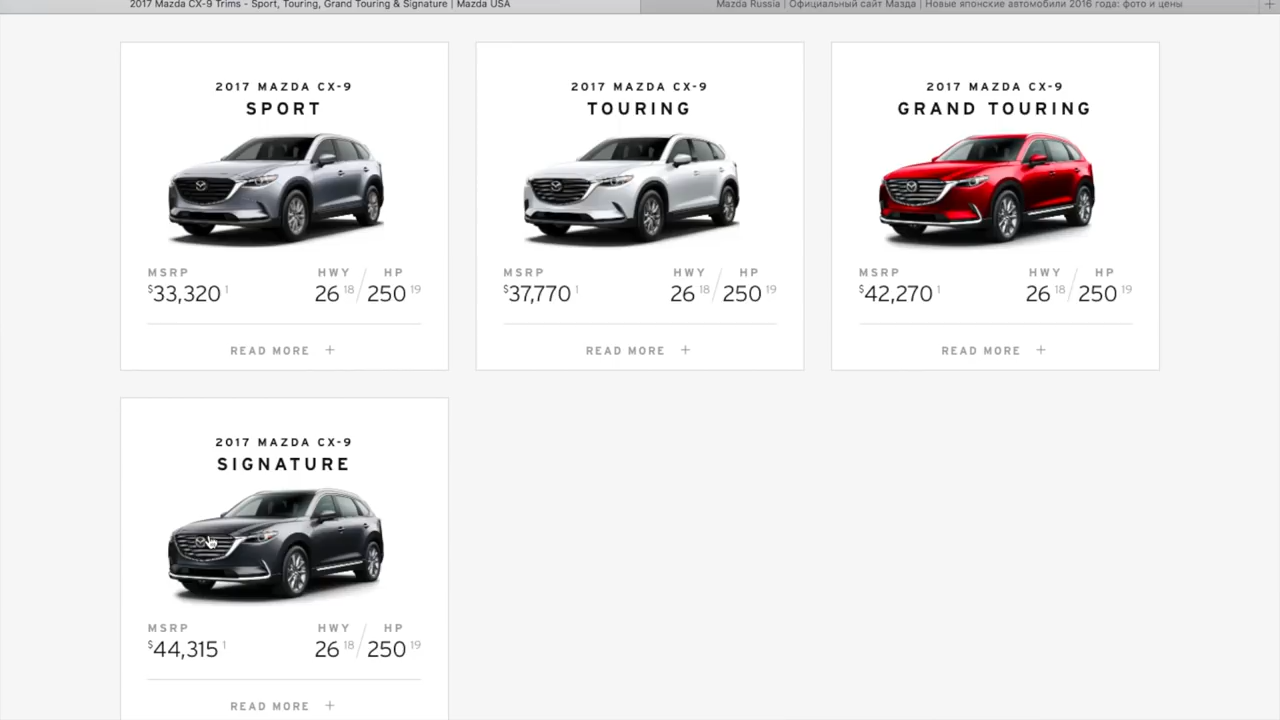 2017 Mazda CX-9 Trims - Sport, Touring, Grand Touring & Signature | Mazda USA
Mazda Russia | Официальный сайт Мазда | Новые японские автомобили 2016 года: фото и цены
2017 MAZDA CX-9
SPORT
MSRP HWY HP
$33,320 1 26 18 / 250 19
READ MORE +
2017 MAZDA CX-9
TOURING
MSRP HWY HP
$37,770 1 26 18 / 250 19
READ MORE +
2017 MAZDA CX-9
GRAND TOURING
MSRP HWY HP
$42,270 1 26 18 / 250 19
READ MORE +
2017 MAZDA CX-9
SIGNATURE
MSRP HWY HP
$44,315 1 26 18 / 250 19
READ MORE +